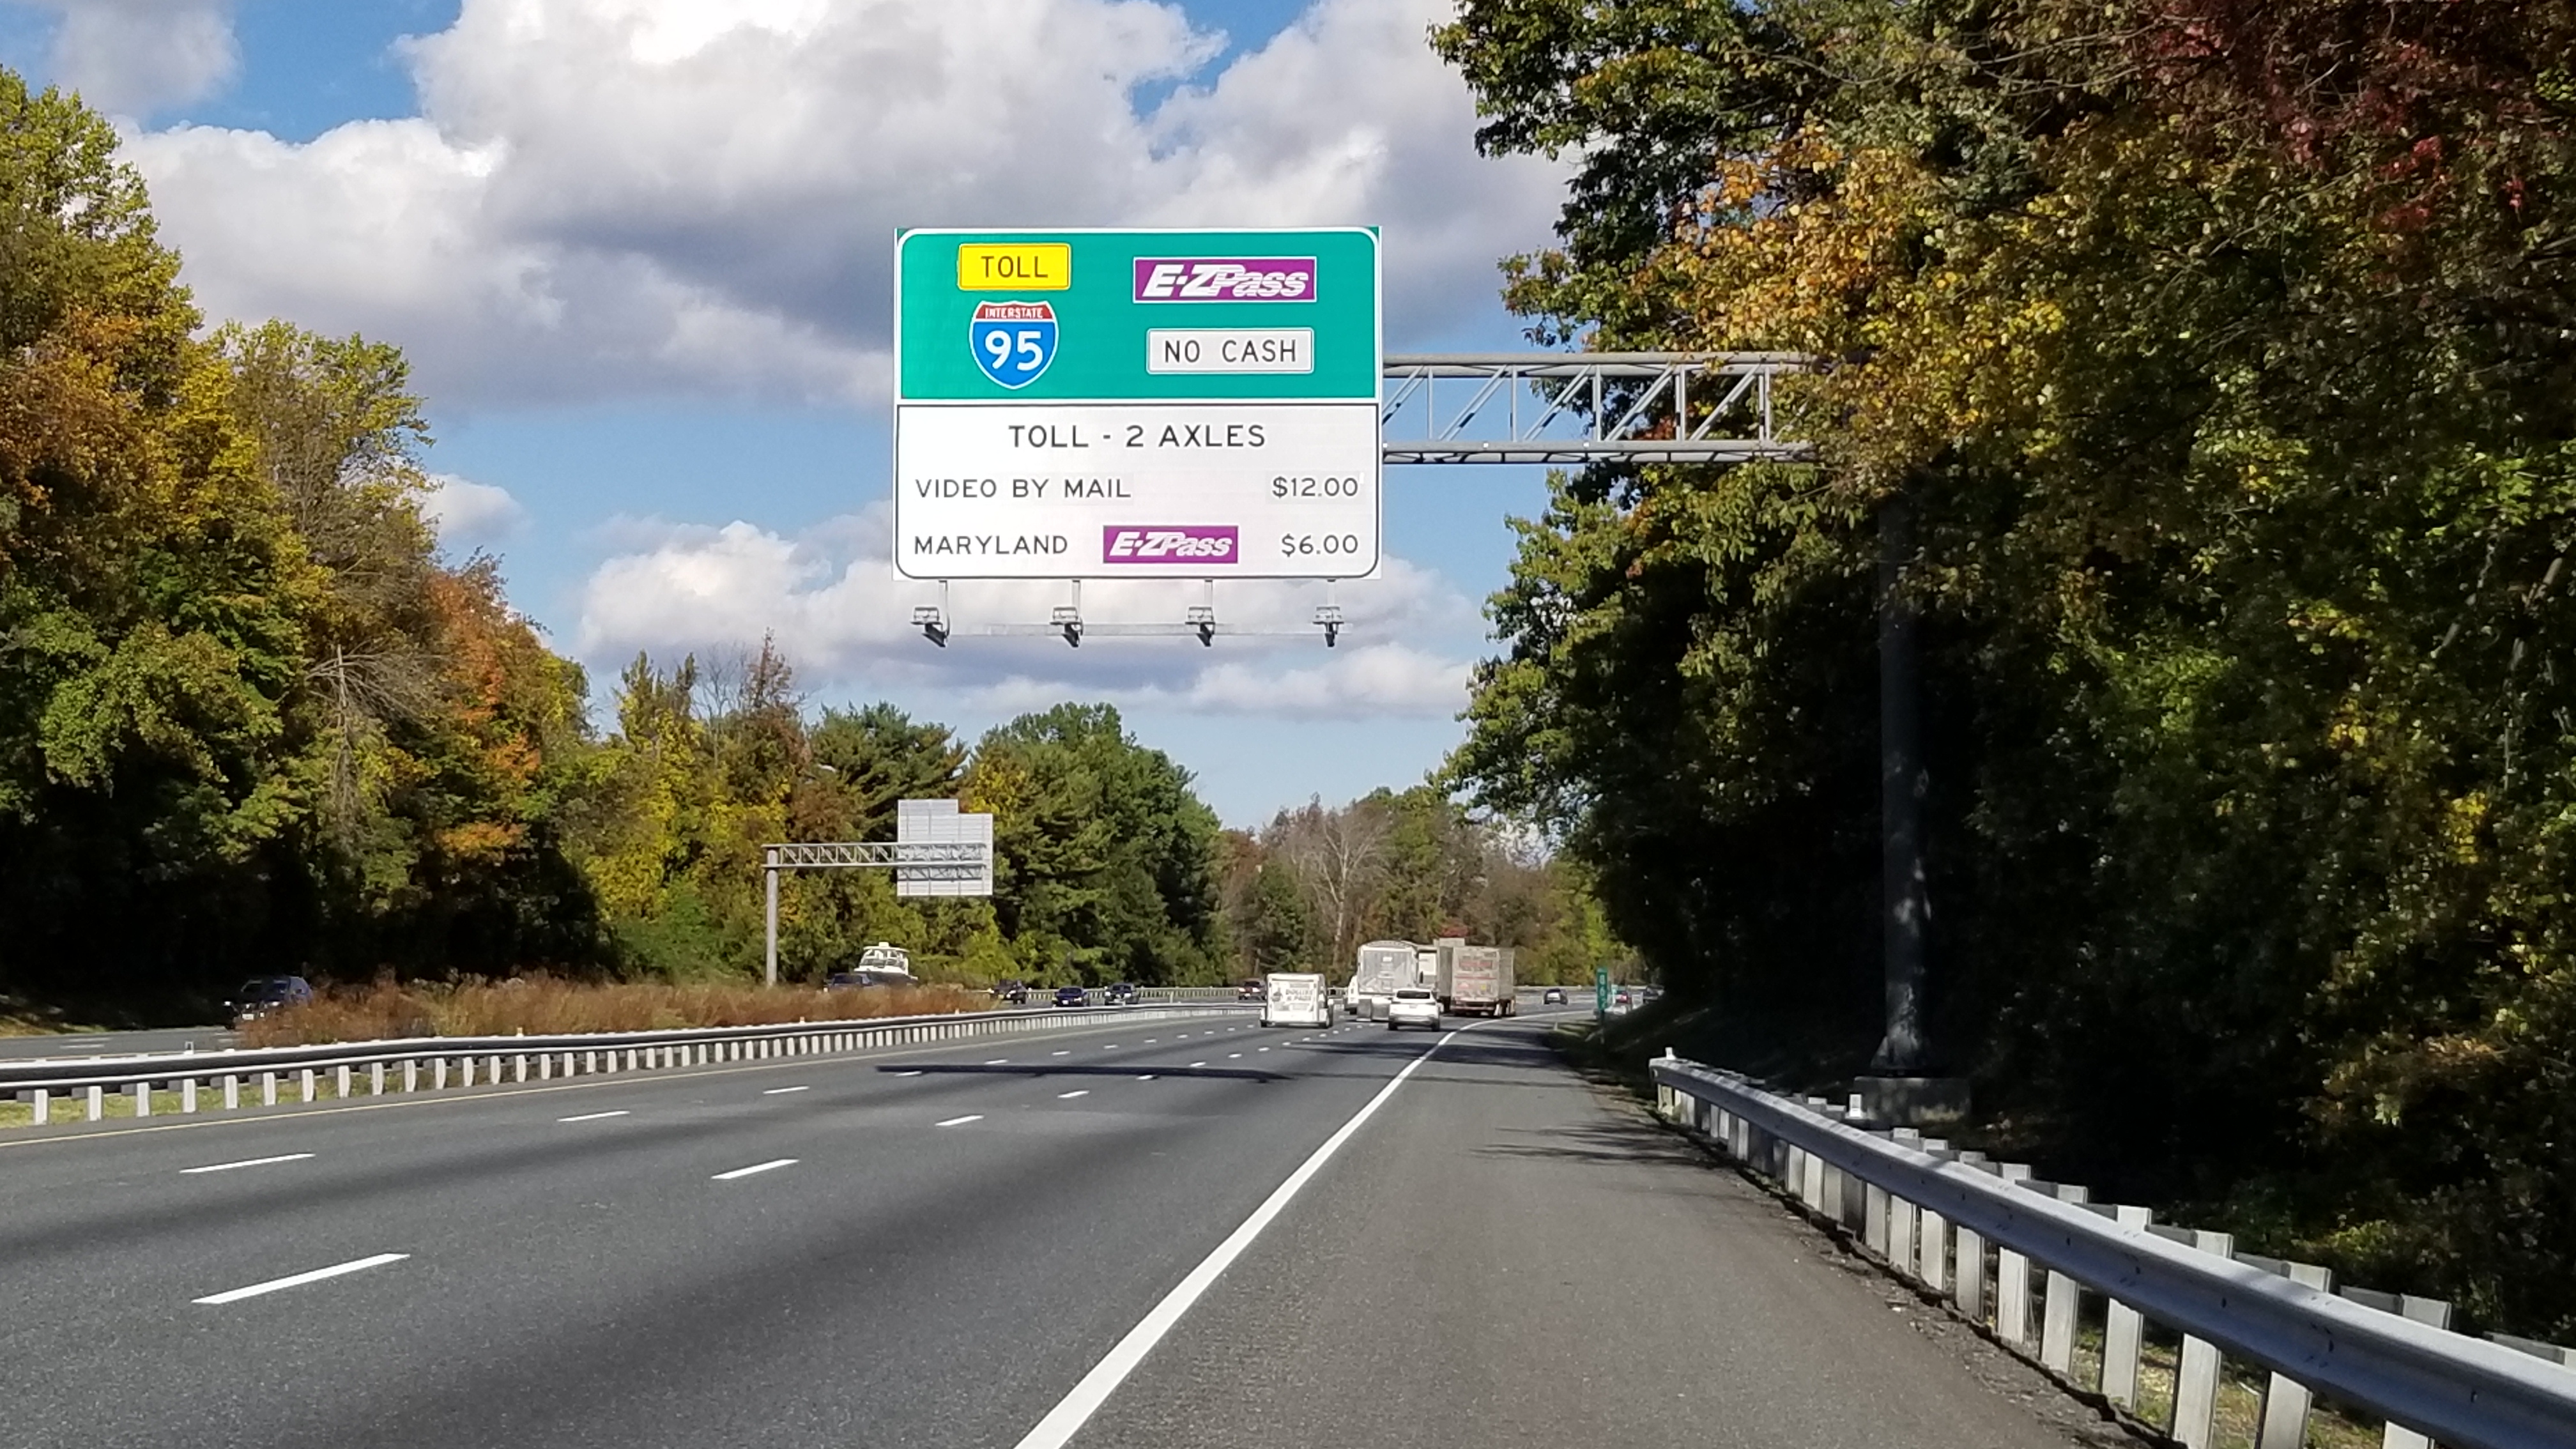 TOLL
E-ZPass
INTERSTATE
95
NO CASH
TOLL - 2 AXLES
VIDEO BY MAIL $12.00
MARYLAND E-ZPass $6.00